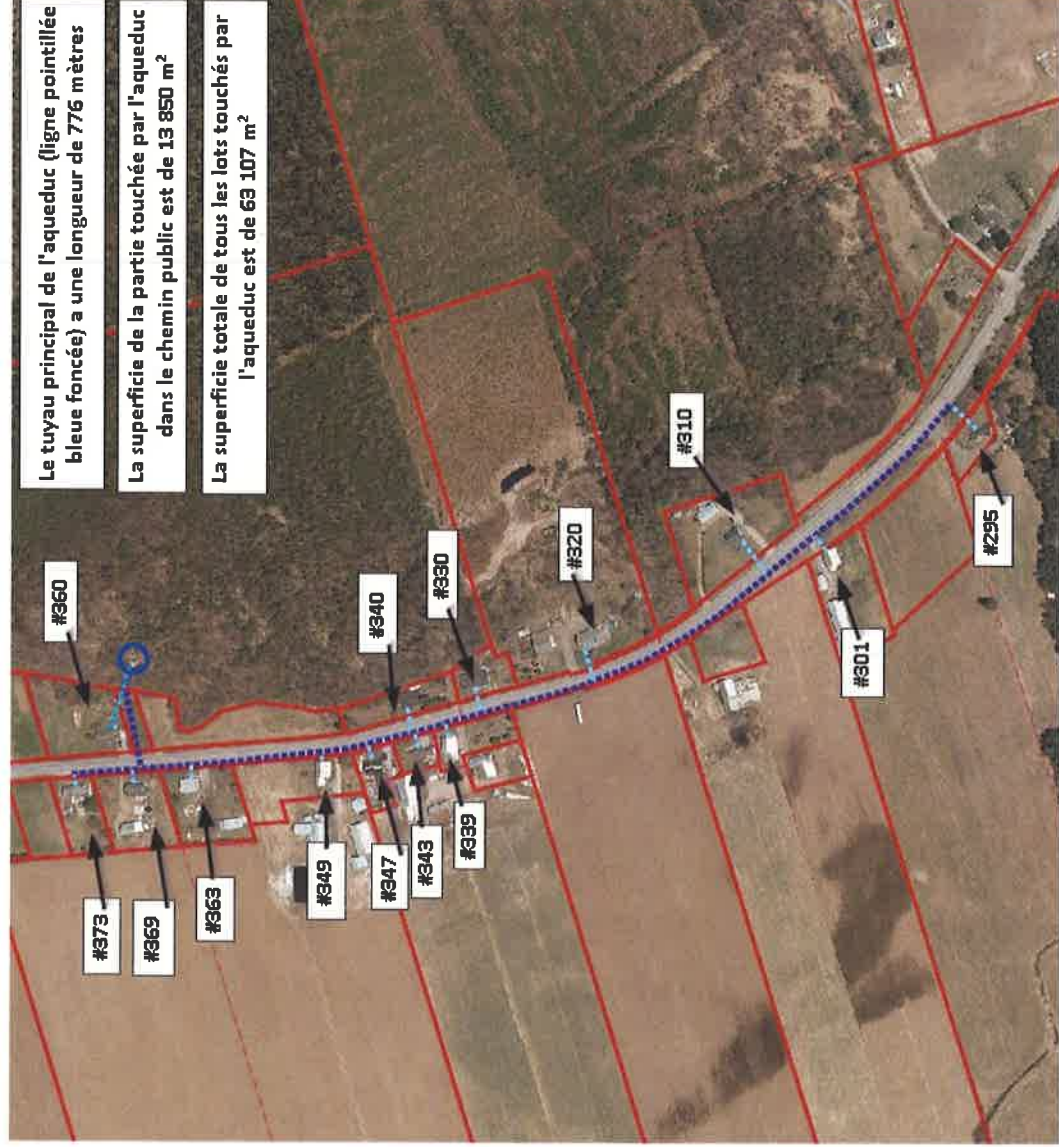 Le tuyau principal de l'aqueduc (ligne pointillée
bleue foncée) a une longueur de 776 mètres
La superficie de la partie touchée par l'aqueduc
dans le chemin public est de 13 850 m²
La superficie totale de tous les lots touchés par
l'aqueduc est de 63 107 m²
#360
#340
#330
#320
#310
#373
#369
#363
#349
#347
#343
#339
#301
#295